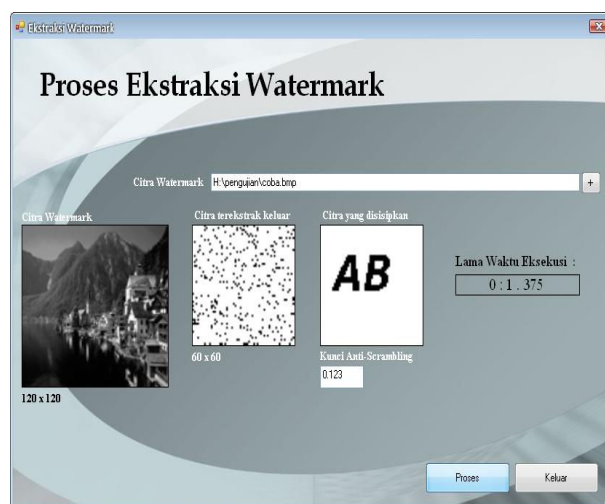 Ekstraksi Watermark
Proses Ekstraksi Watermark
Citra Watermark H:\pengujian\coba.bmp +
Citra Watermark
Citra terekstrak keluar
Citra yang disisipkan
AB
Lama Waktu Eksekusi :
0 : 1 . 375
60 x 60
Kunci Anti-Scrambling
0.123
120 x 120
Proses
Keluar